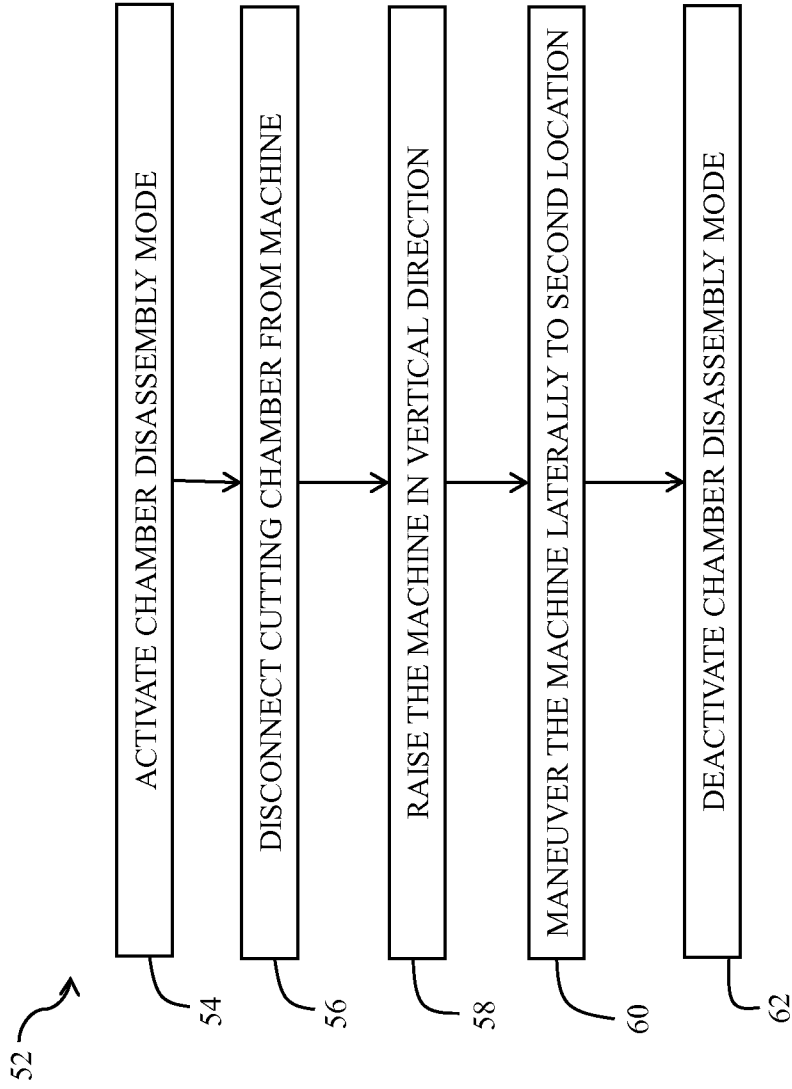 52
ACTIVATE CHAMBER DISASSEMBLY MODE
54
DISCONNECT CUTTING CHAMBER FROM MACHINE
56
RAISE THE MACHINE IN VERTICAL DIRECTION
58
MANEUVER THE MACHINE LATERALLY TO SECOND LOCATION
60
DEACTIVATE CHAMBER DISASSEMBLY MODE
62